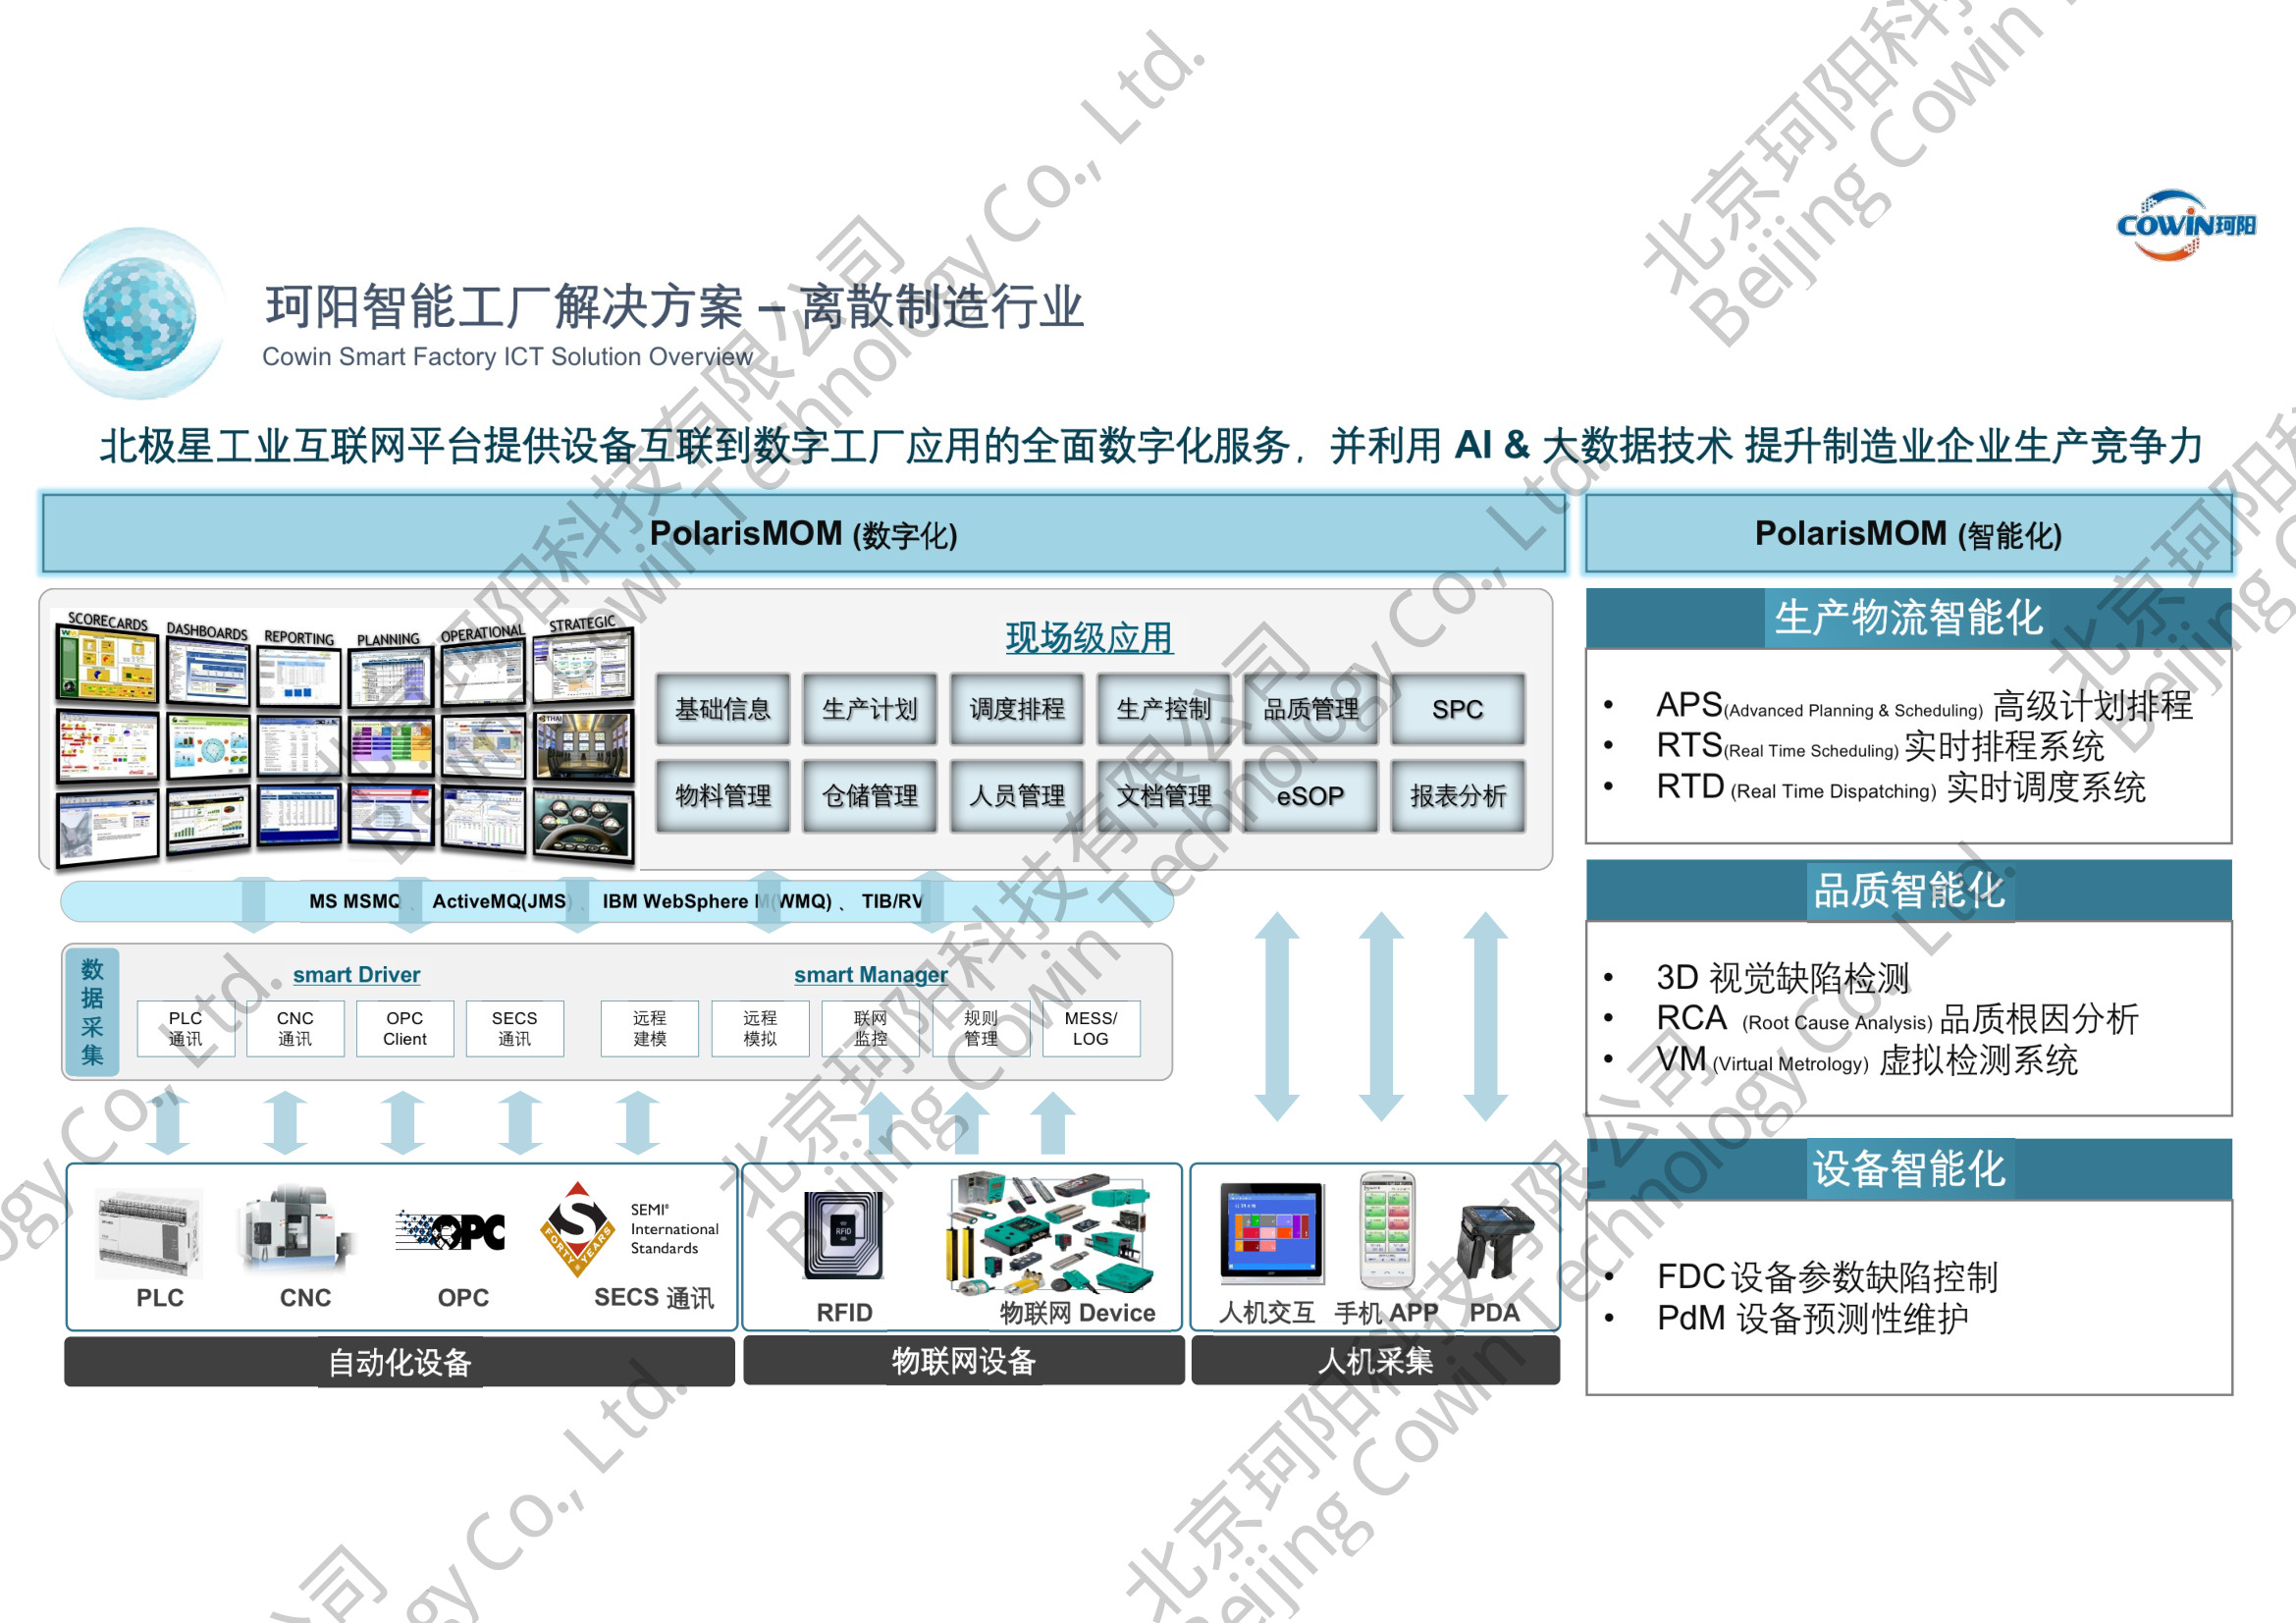 COWIN珂阳
珂阳智能工厂解决方案 – 离散制造行业
Cowin Smart Factory ICT Solution Overview
北极星工业互联网平台提供设备互联到数字工厂应用的全面数字化服务，并利用 AI & 大数据技术 提升制造业企业生产竞争力
PolarisMOM (数字化)
SCORECARDS DASHBOARDS REPORTING PLANNING OPERATIONAL STRATEGIC
现场级应用
基础信息 生产计划 调度排程 生产控制 品质管理 SPC
物料管理 仓储管理 人员管理 文档管理 eSOP 报表分析
MS MSMQ 、 ActiveMQ(JMS) 、 IBM WebSphere M(WMQ) 、 TIB/RV
数据采集
smart Driver
PLC
通讯
CNC
通讯
OPC
Client
SECS
通讯
smart Manager
远程
建模
远程
模拟
联网
监控
规则
管理
MESS/
LOG
OPC
FORTY YEARS
SEMI®
International
Standards
PLC CNC OPC SECS 通讯
自动化设备
RFID
RFID 物联网 Device
物联网设备
人机交互 手机 APP PDA
人机采集
PolarisMOM (智能化)
生产物流智能化
• APS(Advanced Planning & Scheduling) 高级计划排程
• RTS(Real Time Scheduling) 实时排程系统
• RTD (Real Time Dispatching) 实时调度系统
品质智能化
• 3D 视觉缺陷检测
• RCA (Root Cause Analysis) 品质根因分析
• VM (Virtual Metrology) 虚拟检测系统
设备智能化
• FDC 设备参数缺陷控制
• PdM 设备预测性维护
北京珂阳科技有限公司
Beijing Cowin Technology Co., Ltd.